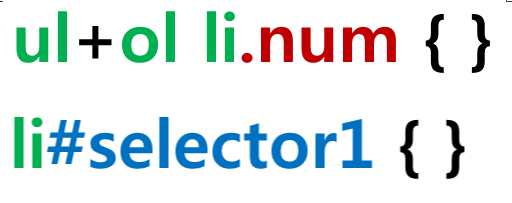 ul+ol li.num { }
li#selector1 { }